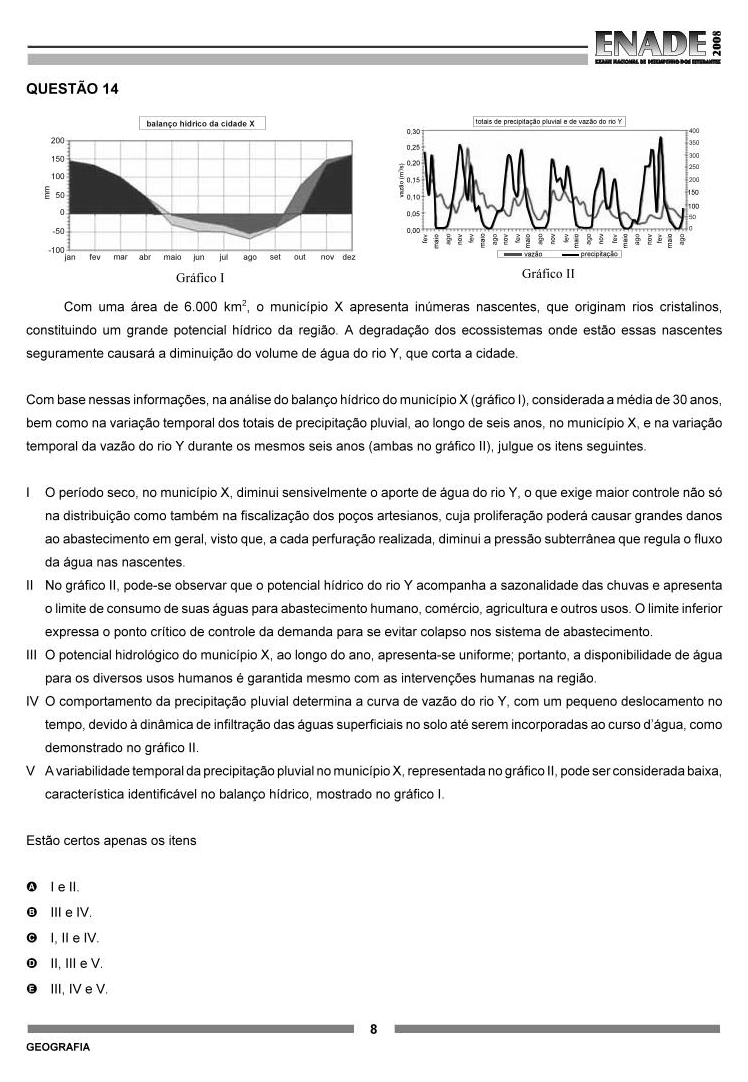 ENADE 2008
EXAME NACIONAL DE DESEMPENHO DOS ESTUDANTES
QUESTÃO 14
balanço hídrico da cidade X
200
150
100
50
0
-50
-100
mm
jan fev mar abr maio jun jul ago set out nov dez
Gráfico I
totais de precipitação pluvial e de vazão do rio Y
0,30
0,25
0,20
0,15
0,10
0,05
0,00
vazão (m³/s)
400
350
300
250
200
150
100
50
0
fev maio ago nov fev maio ago nov fev maio ago nov fev maio ago nov fev maio ago nov fev maio ago
vazão precipitação
Gráfico II
Com uma área de 6.000 km², o município X apresenta inúmeras nascentes, que originam rios cristalinos,
constituindo um grande potencial hídrico da região. A degradação dos ecossistemas onde estão essas nascentes
seguramente causará a diminuição do volume de água do rio Y, que corta a cidade.
Com base nessas informações, na análise do balanço hídrico do município X (gráfico I), considerada a média de 30 anos,
bem como na variação temporal dos totais de precipitação pluvial, ao longo de seis anos, no município X, e na variação
temporal da vazão do rio Y durante os mesmos seis anos (ambas no gráfico II), julgue os itens seguintes.
I O período seco, no município X, diminui sensivelmente o aporte de água do rio Y, o que exige maior controle não só
na distribuição como também na fiscalização dos poços artesianos, cuja proliferação poderá causar grandes danos
ao abastecimento em geral, visto que, a cada perfuração realizada, diminui a pressão subterrânea que regula o fluxo
da água nas nascentes.
II No gráfico II, pode-se observar que o potencial hídrico do rio Y acompanha a sazonalidade das chuvas e apresenta
o limite de consumo de suas águas para abastecimento humano, comércio, agricultura e outros usos. O limite inferior
expressa o ponto crítico de controle da demanda para se evitar colapso nos sistema de abastecimento.
III O potencial hidrológico do município X, ao longo do ano, apresenta-se uniforme; portanto, a disponibilidade de água
para os diversos usos humanos é garantida mesmo com as intervenções humanas na região.
IV O comportamento da precipitação pluvial determina a curva de vazão do rio Y, com um pequeno deslocamento no
tempo, devido à dinâmica de infiltração das águas superficiais no solo até serem incorporadas ao curso d'água, como
demonstrado no gráfico II.
V A variabilidade temporal da precipitação pluvial no município X, representada no gráfico II, pode ser considerada baixa,
característica identificável no balanço hídrico, mostrado no gráfico I.
Estão certos apenas os itens
A I e II.
B III e IV.
C I, II e IV.
D II, III e V.
E III, IV e V.
8
GEOGRAFIA